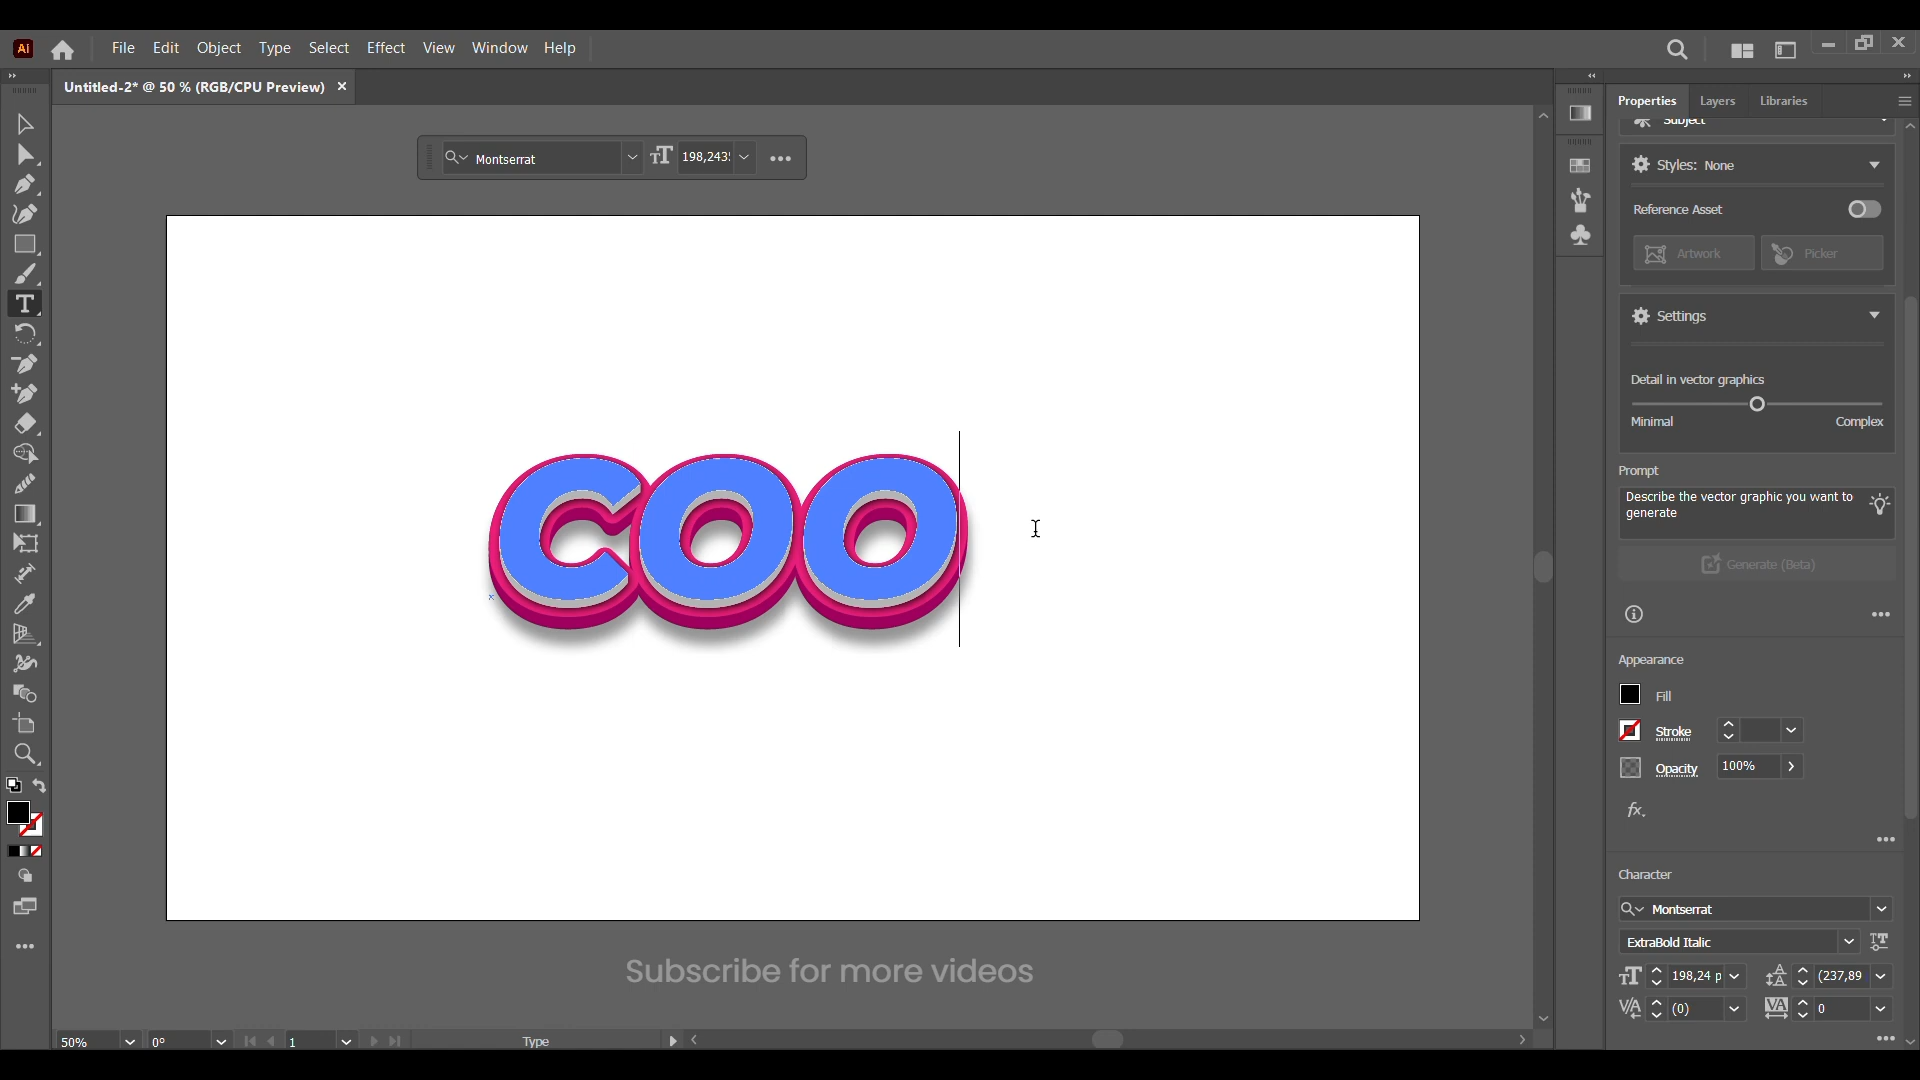 Ai File Edit Object Type Select Effect View Window Help
Untitled-2* @ 50 % (RGB/CPU Preview) ×
Properties Layers Libraries
Subject
Montserrat 198,243
Styles: None
Reference Asset
Artwork Picker
Settings
Detail in vector graphics
Minimal Complex
Prompt
Describe the vector graphic you want to
generate
Generate (Beta)
COO
Appearance
Fill
Stroke
Opacity 100%
fx
Character
Montserrat
ExtraBold Italic
198,24 p (237,89
(0) 0
Subscribe for more videos
50% 0° 1 Type